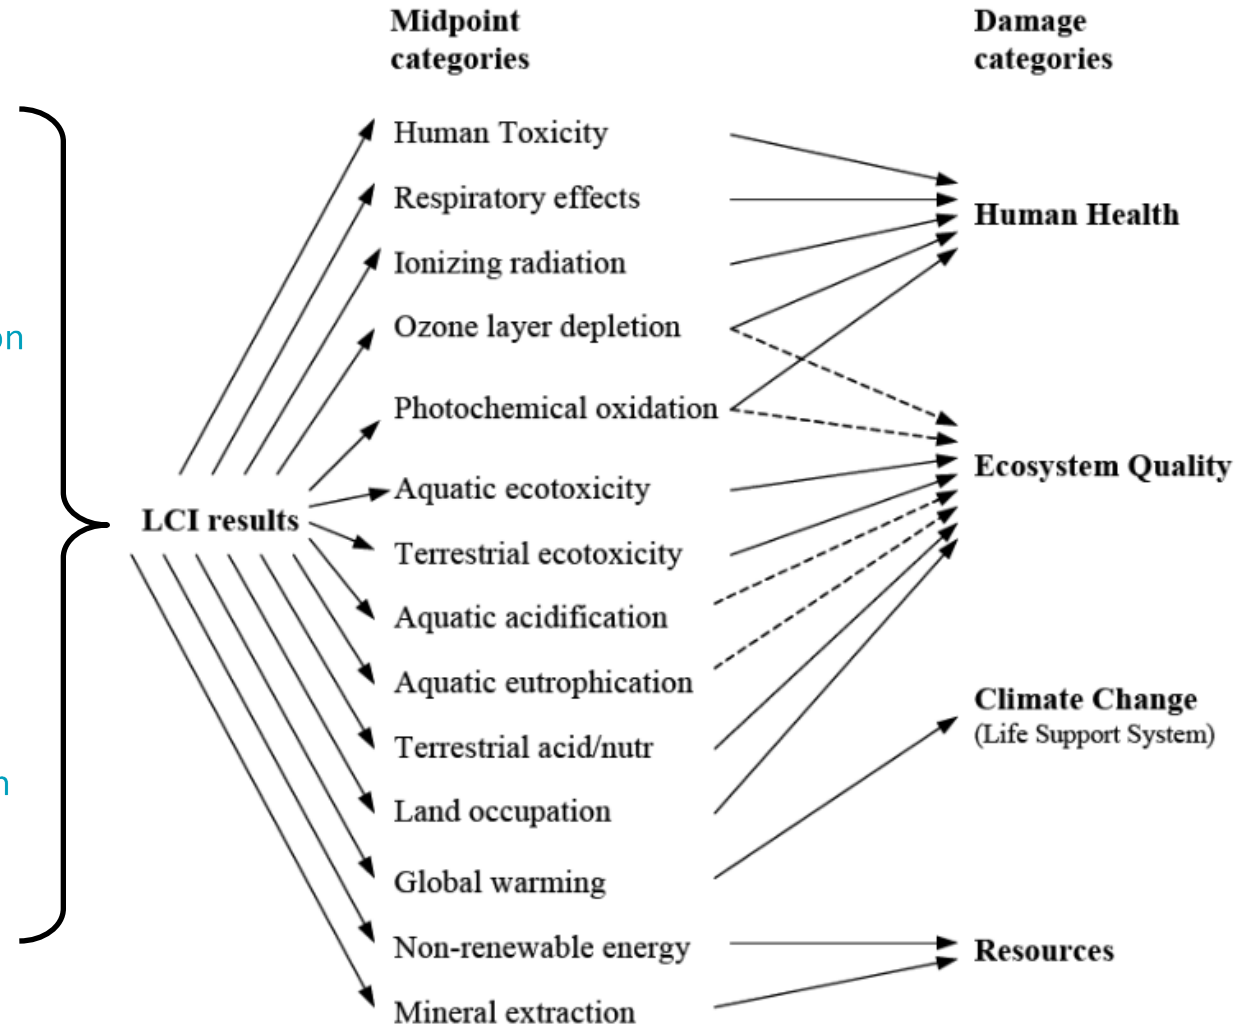 Midpoint
categories
Damage
categories
Human Toxicity
Respiratory effects
Ionizing radiation
Ozone layer depletion
Photochemical oxidation
Aquatic ecotoxicity
LCI results
Terrestrial ecotoxicity
Aquatic acidification
Aquatic eutrophication
Terrestrial acid/nutr
Land occupation
Global warming
Non-renewable energy
Mineral extraction
Human Health
Ecosystem Quality
Climate Change
(Life Support System)
Resources